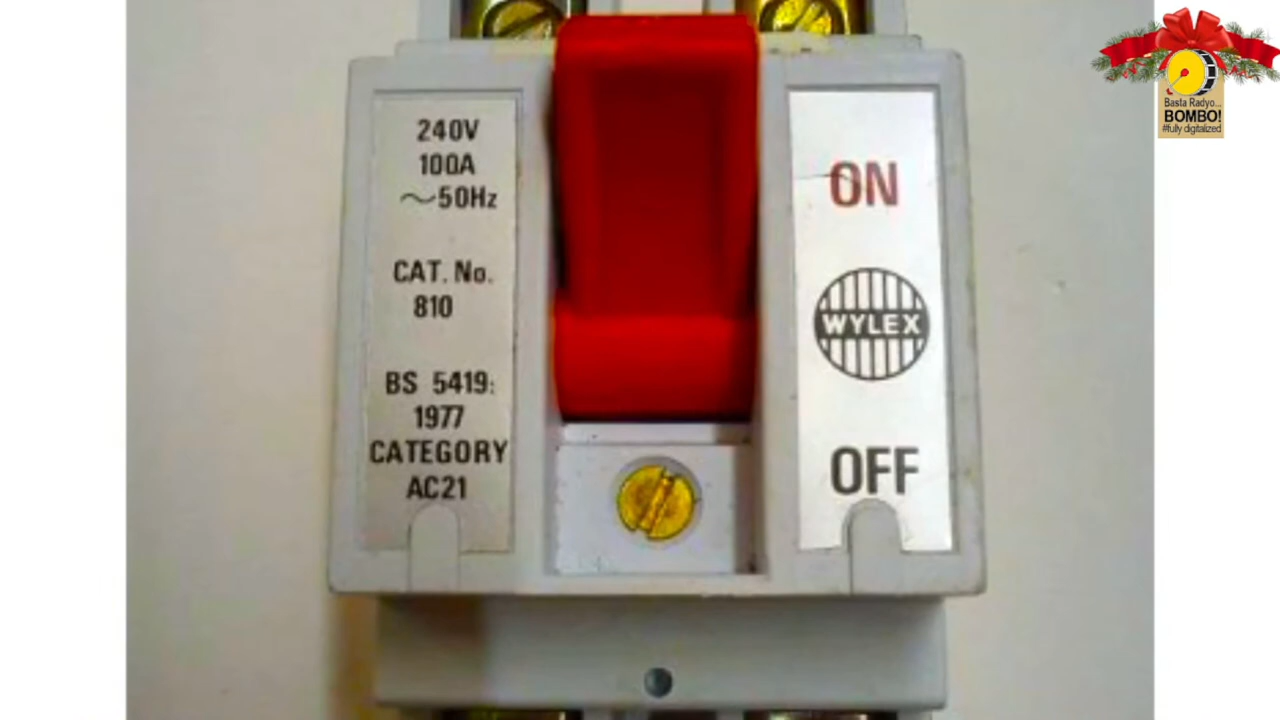 240V
100A
~50Hz
CAT. No.
810
BS 5419:
1977
CATEGORY
AC21
ON
WYLEX
OFF
Basta Radyo...
BOMBO!
#fully digitalized